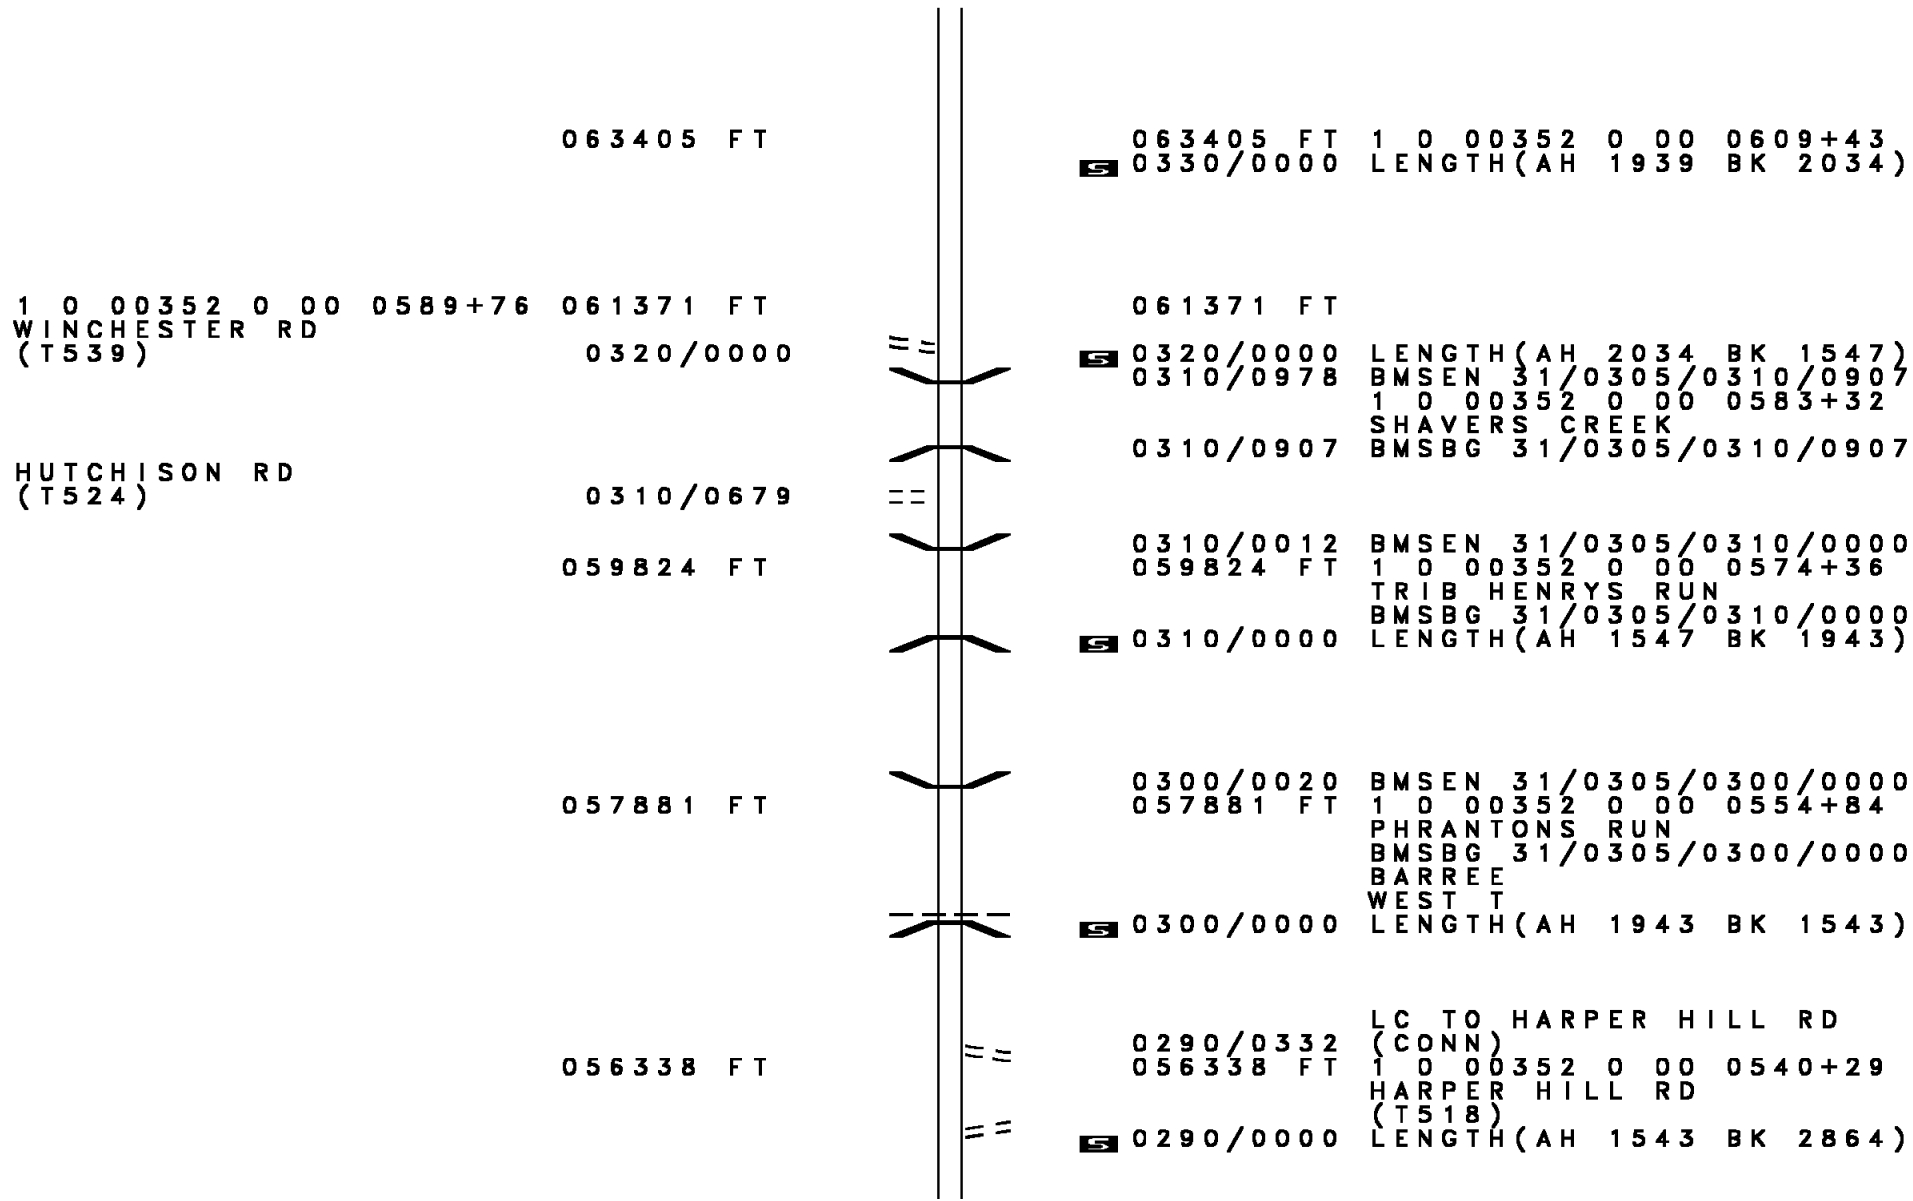 063405 FT 063405 FT 1 0 00352 0 00 0609+43
S 0330/0000 LENGTH(AH 1939 BK 2034)
1 0 00352 0 00 0589+76 061371 FT 061371 FT
WINCHESTER RD
(T539) 0320/0000 S 0320/0000 LENGTH(AH 2034 BK 1547)
0310/0978 BMSEN 31/0305/0310/0907
1 0 00352 0 00 0583+32
SHAVERS CREEK
0310/0907 BMSBG 31/0305/0310/0907
HUTCHISON RD
(T524) 0310/0679
0310/0012 BMSEN 31/0305/0310/0000
059824 FT 059824 FT 1 0 00352 0 00 0574+36
TRIB HENRYS RUN
BMSBG 31/0305/0310/0000
S 0310/0000 LENGTH(AH 1547 BK 1943)
0300/0020 BMSEN 31/0305/0300/0000
057881 FT 057881 FT 1 0 00352 0 00 0554+84
PHRANTONS RUN
BMSBG 31/0305/0300/0000
BARREE
WEST T
S 0300/0000 LENGTH(AH 1943 BK 1543)
LC TO HARPER HILL RD
0290/0332 (CONN)
056338 FT 056338 FT 1 0 00352 0 00 0540+29
HARPER HILL RD
(T518)
S 0290/0000 LENGTH(AH 1543 BK 2864)